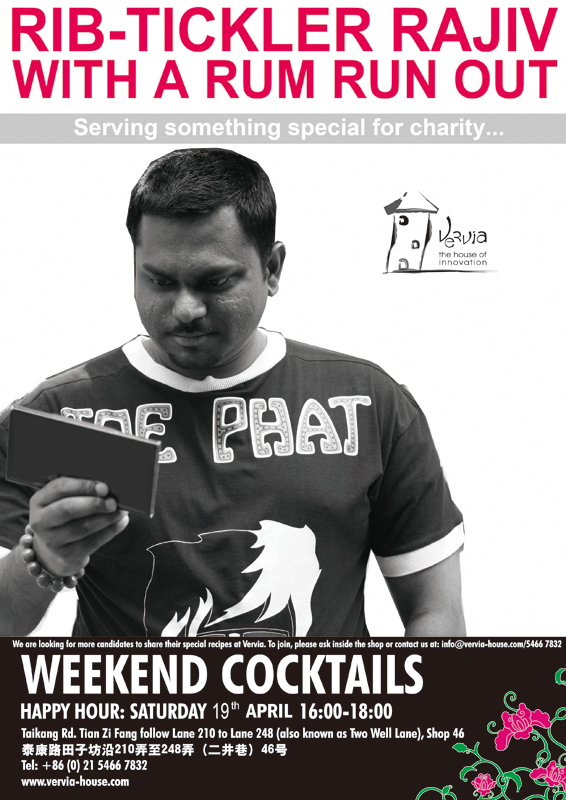 RIB-TICKLER RAJIV
WITH A RUM RUN OUT
Serving something special for charity...
vervia
the house of
innovation
PHAT
We are looking for more candidates to share their special recipes at Vervia. To join, please ask inside the shop or contact us at: info@vervia-house.com/5466 7832
WEEKEND COCKTAILS
HAPPY HOUR: SATURDAY 19th APRIL 16:00-18:00
Taikang Rd. Tian Zi Fang follow Lane 210 to Lane 248 (also known as Two Well Lane), Shop 46
泰康路田子坊沿210弄至248弄 (二井巷) 46号
Tel: +86 (0) 21 5466 7832
www.vervia-house.com